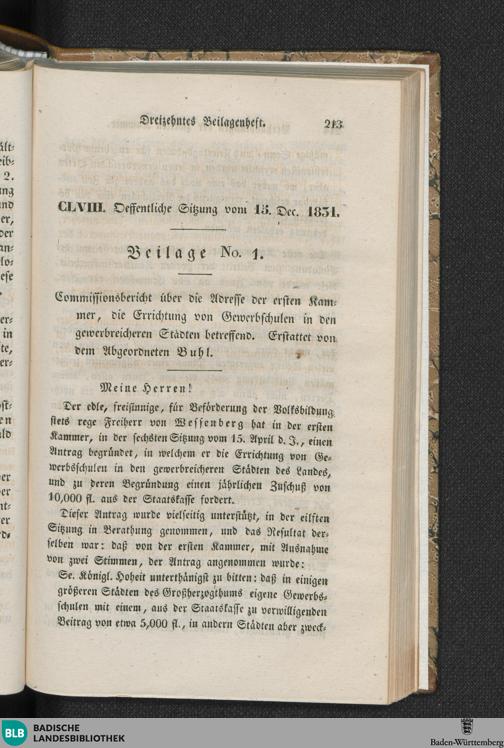 Dreizehntes Beilagenheft. 213
CLVIII. Oeffentliche Sitzung vom 15. Dec. 1831.
Beilage No. 1.
Commissionsbericht über die Adresse der ersten Kam-
mer, die Errichtung von Gewerbschulen in den
gewerbreicheren Städten betreffend. Erstattet von
dem Abgeordneten Buhl.
Meine Herren!
Der edle, freisinnige, für Beförderung der Volksbildung
stets rege Freiherr von Wessenberg hat in der ersten
Kammer, in der sechsten Sitzung vom 15. April d. J., einen
Antrag begründet, in welchem er die Errichtung von Ge-
werbsschulen in den gewerbreicheren Städten des Landes,
und zu deren Begründung einen jährlichen Zuschuß von
10,000 fl. aus der Staatskasse fordert.
Dieser Antrag wurde vielseitig unterstützt, in der eilften
Sitzung in Berathung genommen, und das Resultat der-
selben war: daß von der ersten Kammer, mit Ausnahme
von zwei Stimmen, der Antrag angenommen wurde:
Se. Königl. Hoheit unterthänigst zu bitten: daß in einigen
größeren Städten des Großherzogthums eigene Gewerbs-
schulen mit einem, aus der Staatskasse zu verwilligenden
Beitrag von etwa 5,000 fl., in andern Städten aber zweck-
BLB BADISCHE
LANDESBIBLIOTHEK
Baden-Württemberg